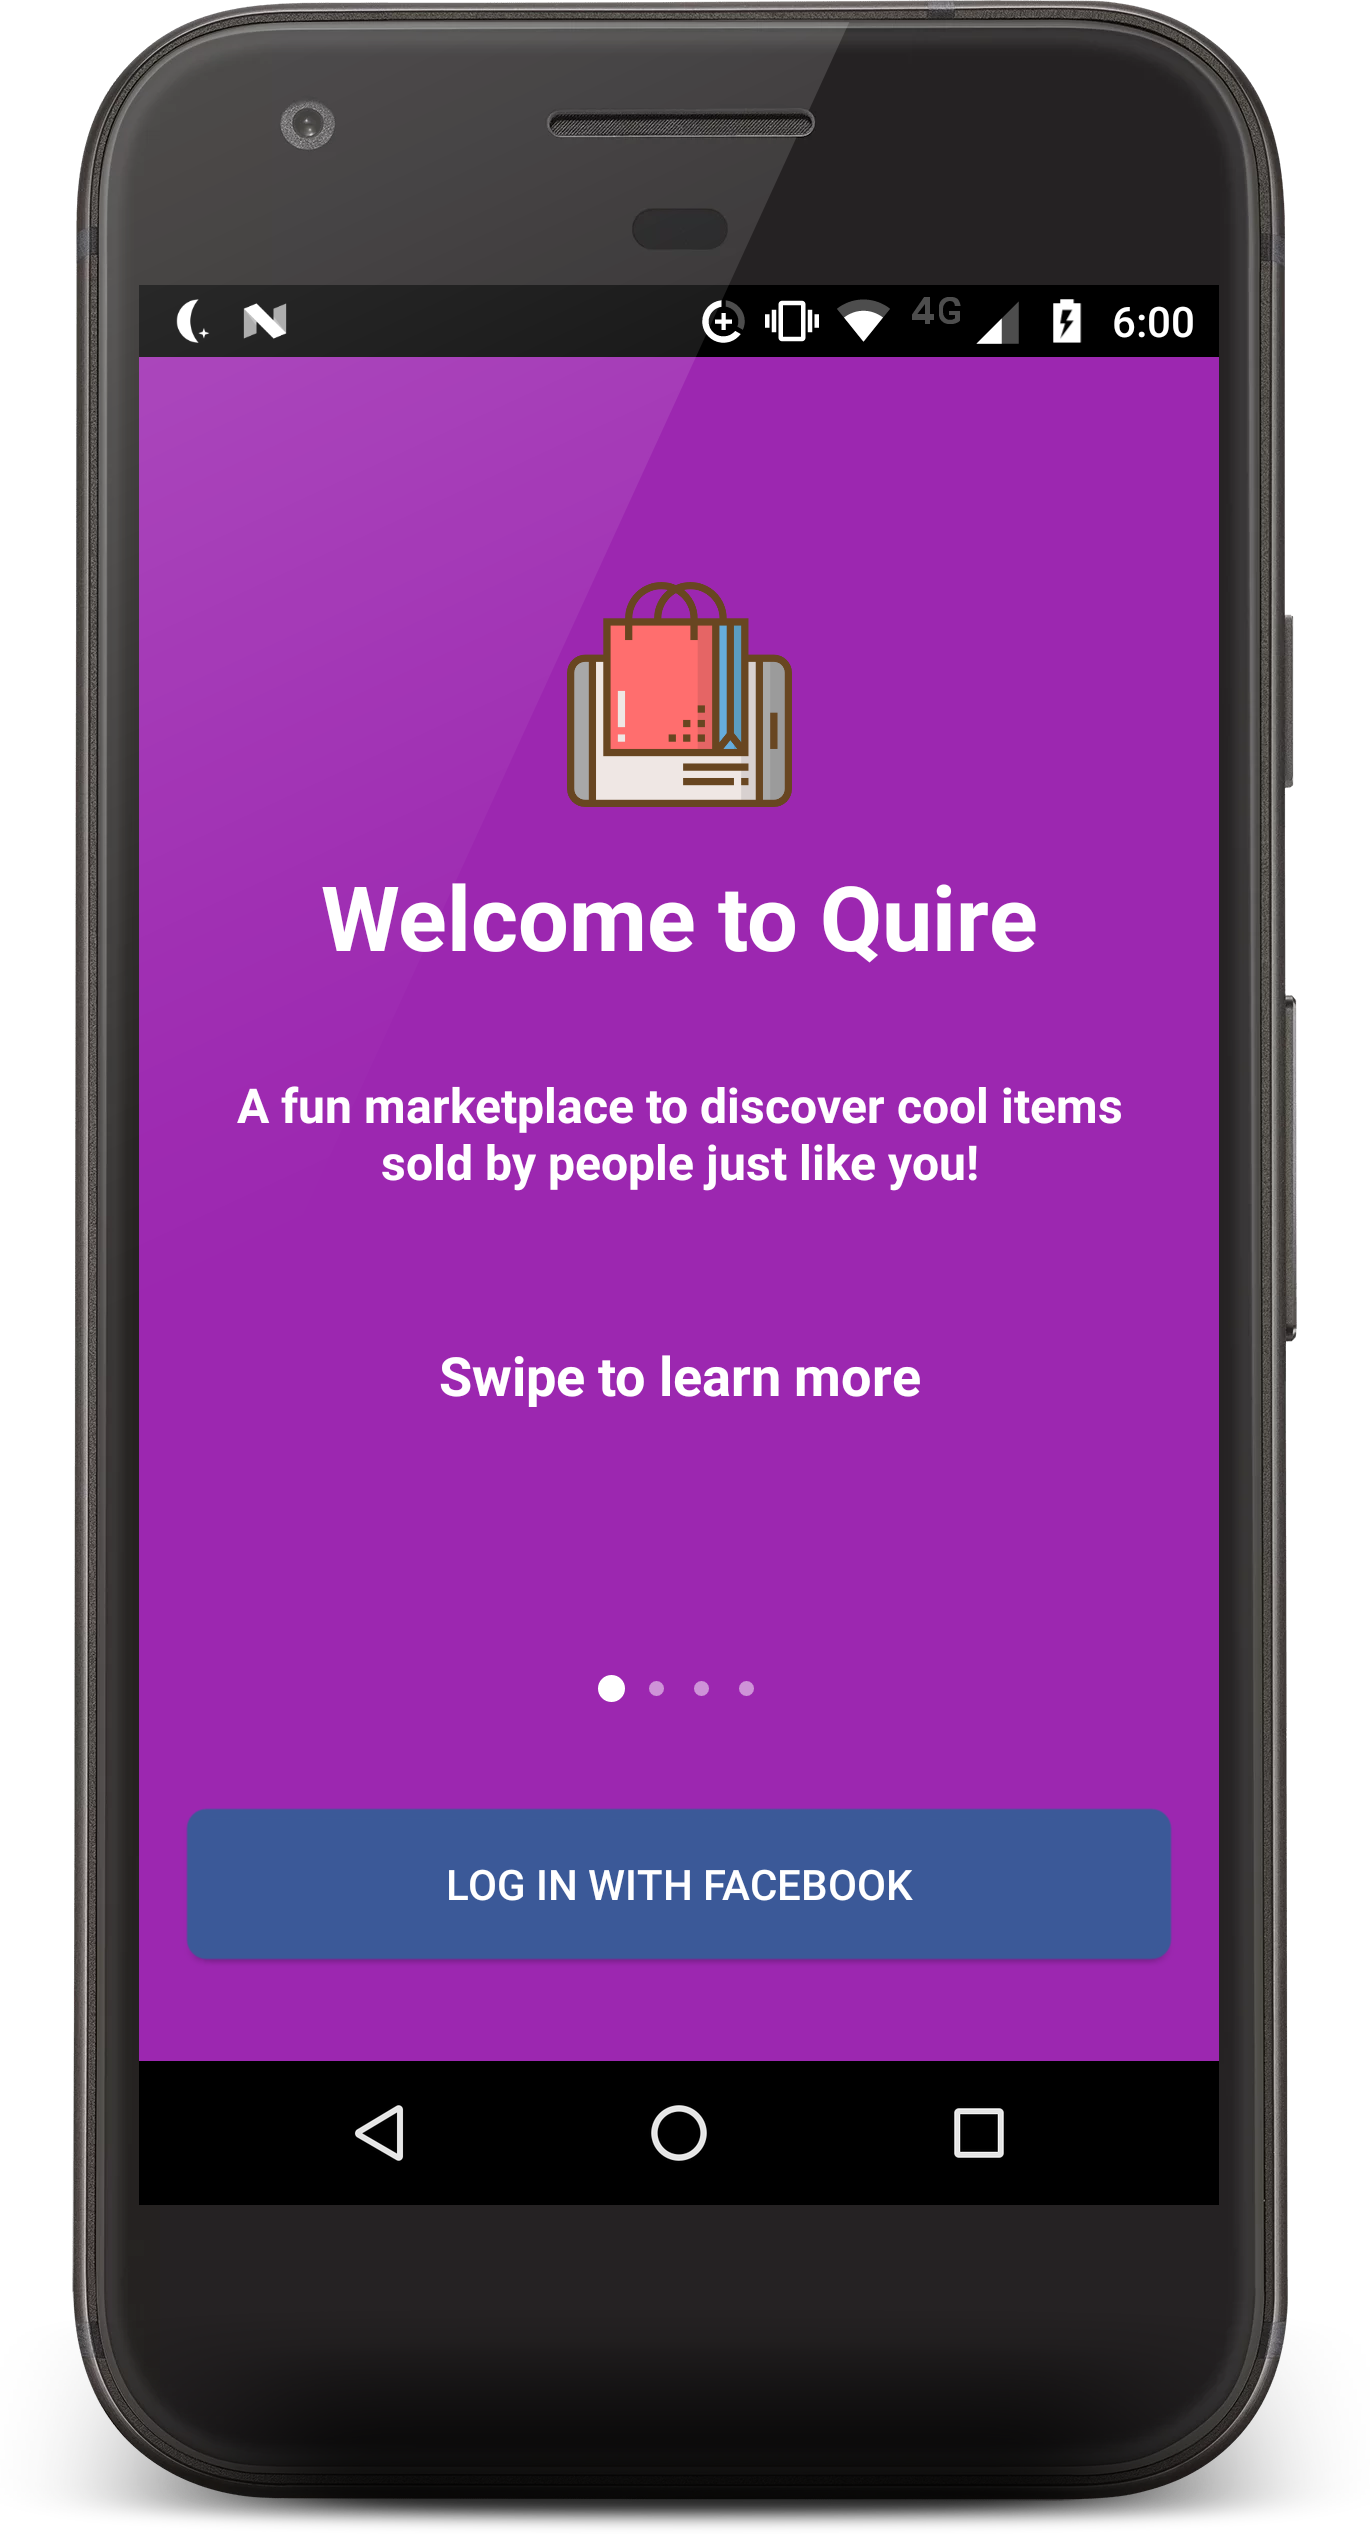 4G 6:00
Welcome to Quire
A fun marketplace to discover cool items
sold by people just like you!
Swipe to learn more
LOG IN WITH FACEBOOK